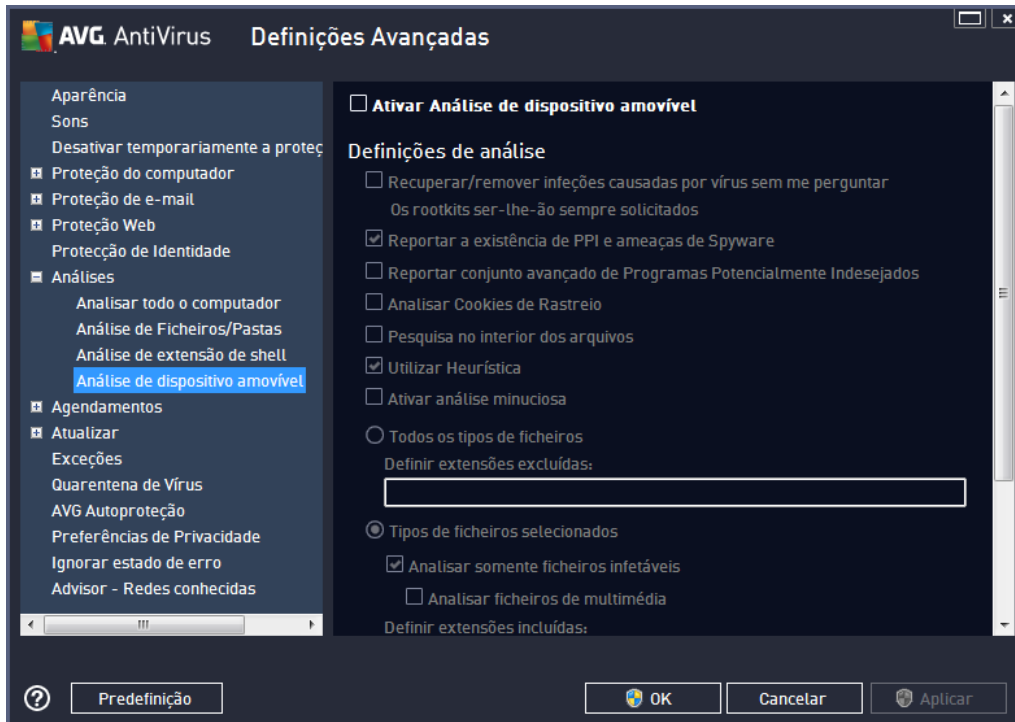 AVG AntiVirus Definições Avançadas
Aparência
Sons
Desativar temporariamente a proteç
Proteção do computador
Proteção de e-mail
Proteção Web
Protecção de Identidade
Análises
Analisar todo o computador
Análise de Ficheiros/Pastas
Análise de extensão de shell
Análise de dispositivo amovível
Agendamentos
Atualizar
Exceções
Quarentena de Vírus
AVG Autoproteção
Preferências de Privacidade
Ignorar estado de erro
Advisor - Redes conhecidas
Ativar Análise de dispositivo amovível
Definições de análise
Recuperar/remover infeções causadas por vírus sem me perguntar
Os rootkits ser-lhe-ão sempre solicitados
Reportar a existência de PPI e ameaças de Spyware
Reportar conjunto avançado de Programas Potencialmente Indesejados
Analisar Cookies de Rastreio
Pesquisa no interior dos arquivos
Utilizar Heurística
Ativar análise minuciosa
Todos os tipos de ficheiros
Definir extensões excluídas:
Tipos de ficheiros selecionados
Analisar somente ficheiros infetáveis
Analisar ficheiros de multimédia
Definir extensões incluídas:
Predefinição
OK
Cancelar
Aplicar